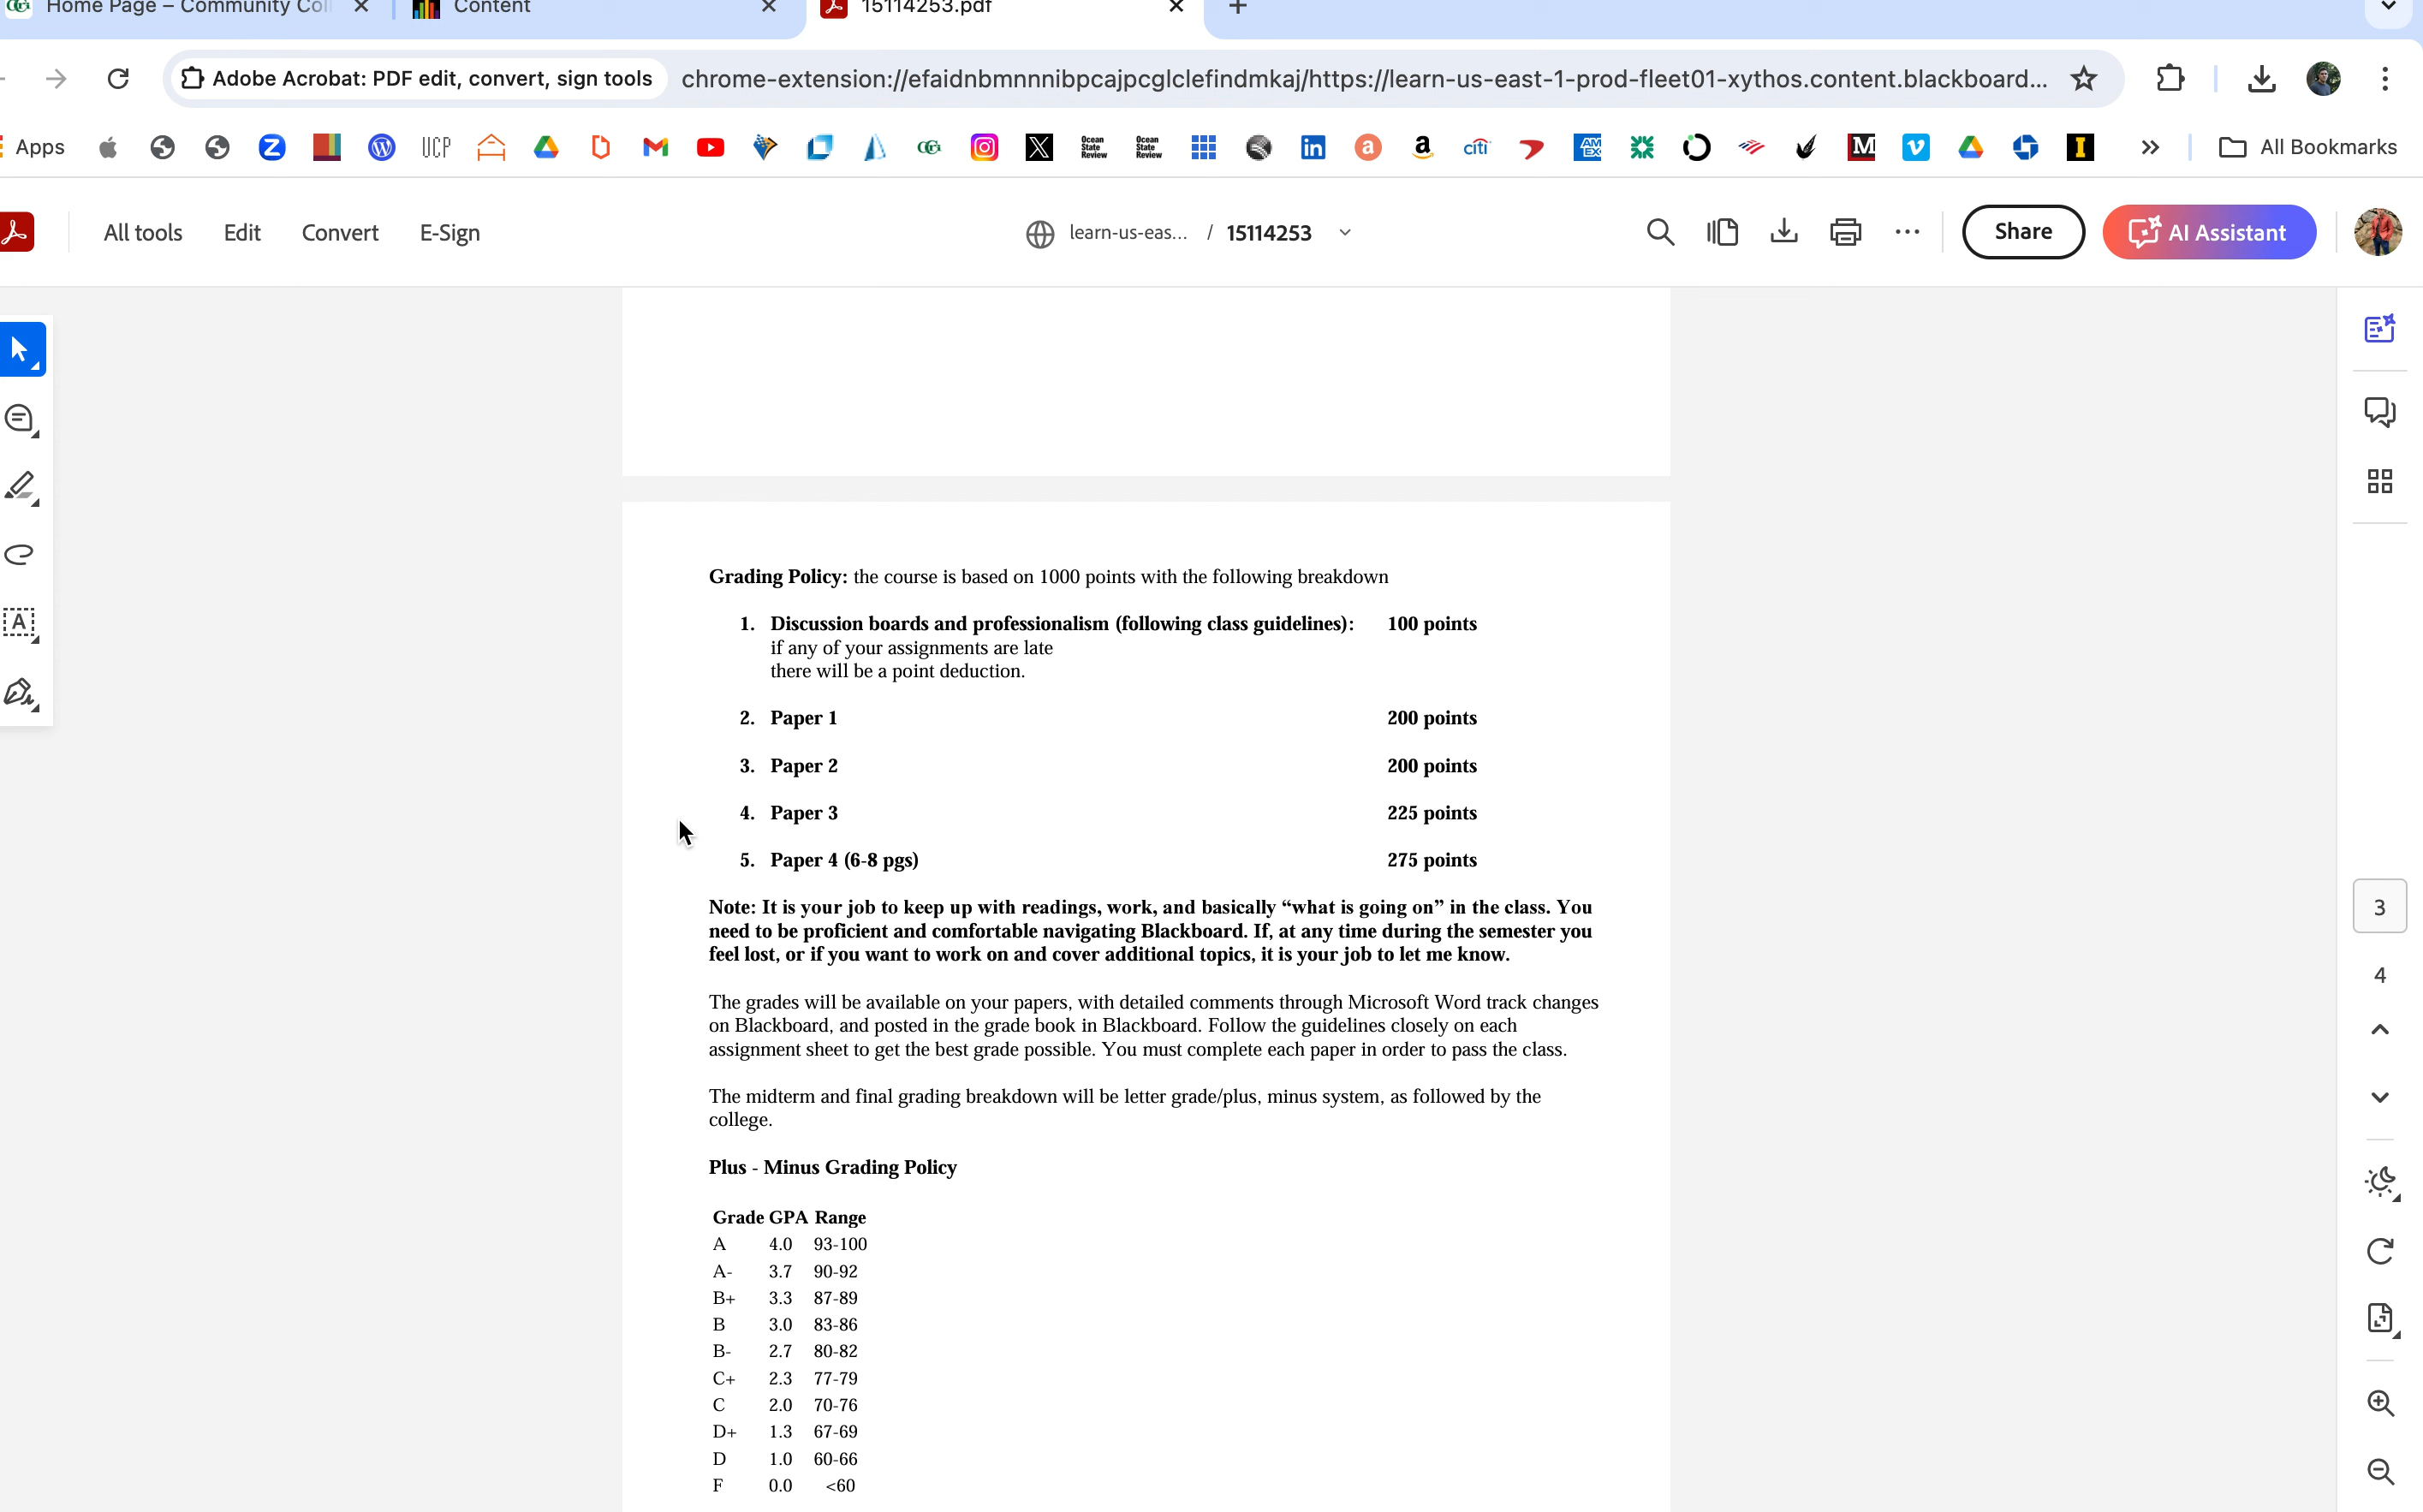 Home Page – Community Col
Content
15114253.pdf
Adobe Acrobat: PDF edit, convert, sign tools
chrome-extension://efaidnbmnnnibpcajpcglclefindmkaj/https://learn-us-east-1-prod-fleet01-xythos.content.blackboard...
Apps
UCP
Ocean State Review
Ocean State Review
citi
AM EX
All Bookmarks
All tools
Edit
Convert
E-Sign
learn-us-eas... / 15114253
Share
AI Assistant
Grading Policy: the course is based on 1000 points with the following breakdown
1. Discussion boards and professionalism (following class guidelines): 100 points
if any of your assignments are late
there will be a point deduction.
2. Paper 1 200 points
3. Paper 2 200 points
4. Paper 3 225 points
5. Paper 4 (6-8 pgs) 275 points
Note: It is your job to keep up with readings, work, and basically “what is going on” in the class. You
need to be proficient and comfortable navigating Blackboard. If, at any time during the semester you
feel lost, or if you want to work on and cover additional topics, it is your job to let me know.
The grades will be available on your papers, with detailed comments through Microsoft Word track changes
on Blackboard, and posted in the grade book in Blackboard. Follow the guidelines closely on each
assignment sheet to get the best grade possible. You must complete each paper in order to pass the class.
The midterm and final grading breakdown will be letter grade/plus, minus system, as followed by the
college.
Plus - Minus Grading Policy
Grade GPA Range
A 4.0 93-100
A- 3.7 90-92
B+ 3.3 87-89
B 3.0 83-86
B- 2.7 80-82
C+ 2.3 77-79
C 2.0 70-76
D+ 1.3 67-69
D 1.0 60-66
F 0.0 <60
3
4